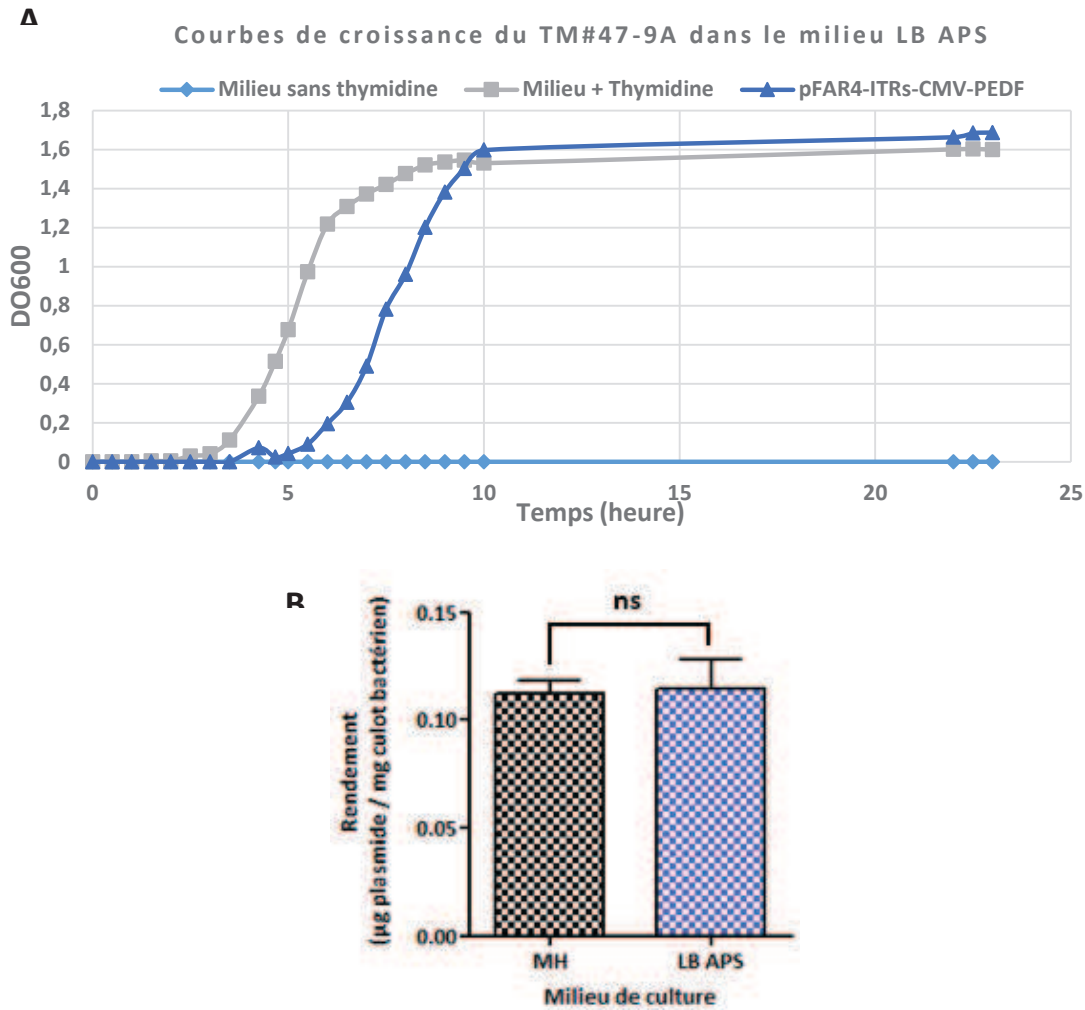 A
Courbes de croissance du TM#47-9A dans le milieu LB APS
Milieu sans thymidine Milieu + Thymidine pFAR4-ITRs-CMV-PEDF
1,8
1,6
1,4
1,2
1
0,8
0,6
0,4
0,2
0
DO600
0 5 10 15 20 25
Temps (heure)
B
ns
0.15
0.10
0.05
0.00
Rendement
(µg plasmide / mg culot bactérien)
MH LB APS
Milieu de culture